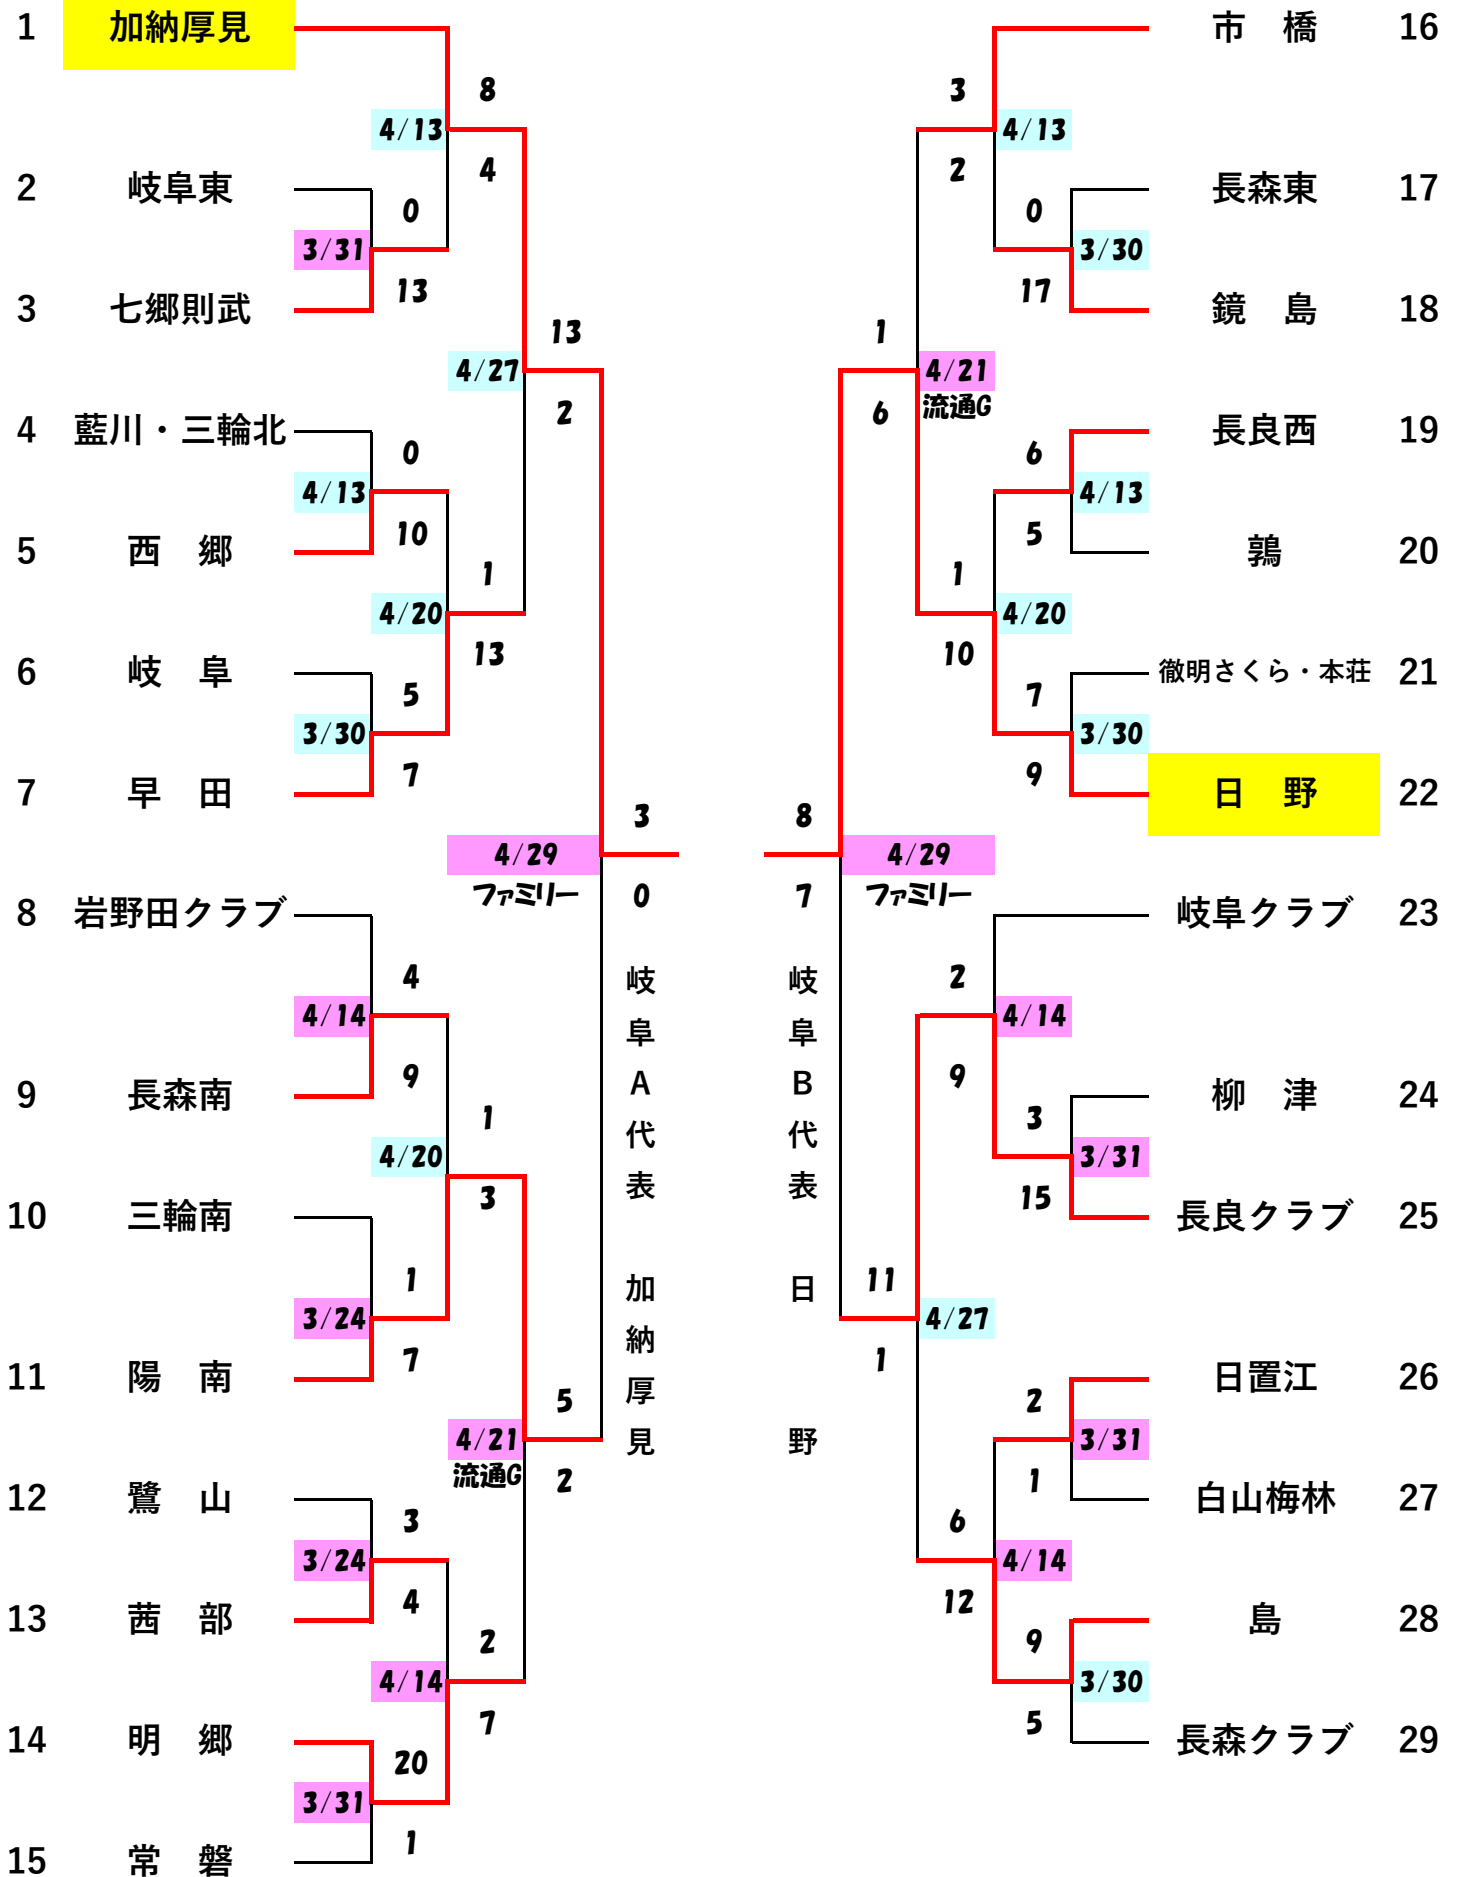 1 加納厚見
8
4/13
4
2 岐阜東
0
3/31
13
3 七郷則武
13
4/27
2
4 藍川・三輪北
0
4/13
10
5 西　郷
1
4/20
13
6 岐　阜
5
3/30
7
7 早　田
3
4/29
ファミリー
0
8 岩野田クラブ
4
4/14
9
9 長森南
1
4/20
3
10 三輪南
1
3/24
7
11 陽　南
5
4/21
流通G
2
12 鷺　山
3
3/24
4
13 茜　部
2
4/14
7
14 明　郷
20
3/31
1
15 常　磐
岐阜A代表　加納厚見
岐阜B代表　日　　野
市　橋 16
3
4/13
2
長森東 17
0
3/30
17
鏡　島 18
1
4/21
流通G
6
長良西 19
6
4/13
5
鶉 20
1
4/20
10
徹明さくら・本荘 21
7
3/30
9
日　野 22
8
4/29
ファミリー
7
岐阜クラブ 23
2
4/14
9
柳　津 24
3
3/31
15
長良クラブ 25
11
4/27
1
日置江 26
2
3/31
1
白山梅林 27
6
4/14
12
島 28
9
3/30
5
長森クラブ 29